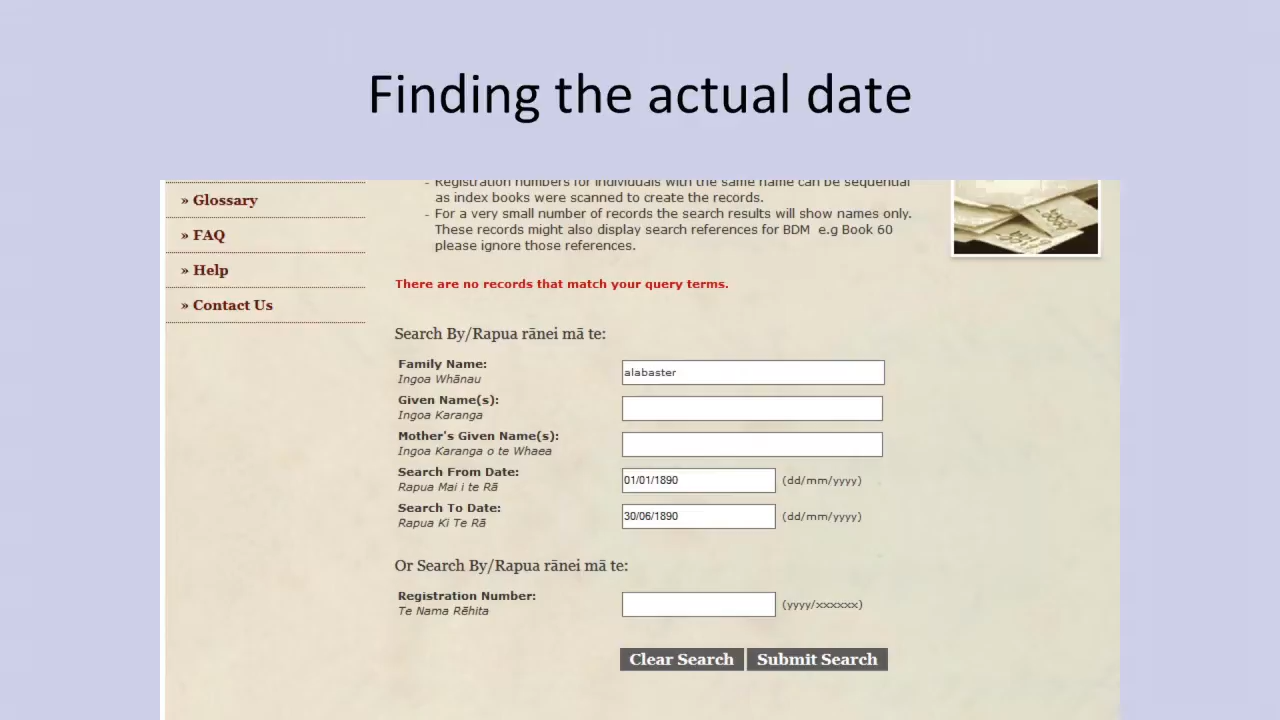 Finding the actual date
» Glossary
» FAQ
» Help
» Contact Us
- Registration numbers for individuals with the same name can be sequential
as index books were scanned to create the records.
- For a very small number of records the search results will show names only.
These records might also display search references for BDM  e.g Book 60
please ignore those references.
There are no records that match your query terms.
Search By/Rapua rānei mā te:
Family Name:
Ingoa Whānau
alabaster
Given Name(s):
Ingoa Karanga
Mother's Given Name(s):
Ingoa Karanga o te Whaea
Search From Date:
Rapua Mai i te Rā
01/01/1890
(dd/mm/yyyy)
Search To Date:
Rapua Ki Te Rā
30/06/1890
(dd/mm/yyyy)
Or Search By/Rapua rānei mā te:
Registration Number:
Te Nama Rēhita
(yyyy/xxxxxx)
Clear Search
Submit Search